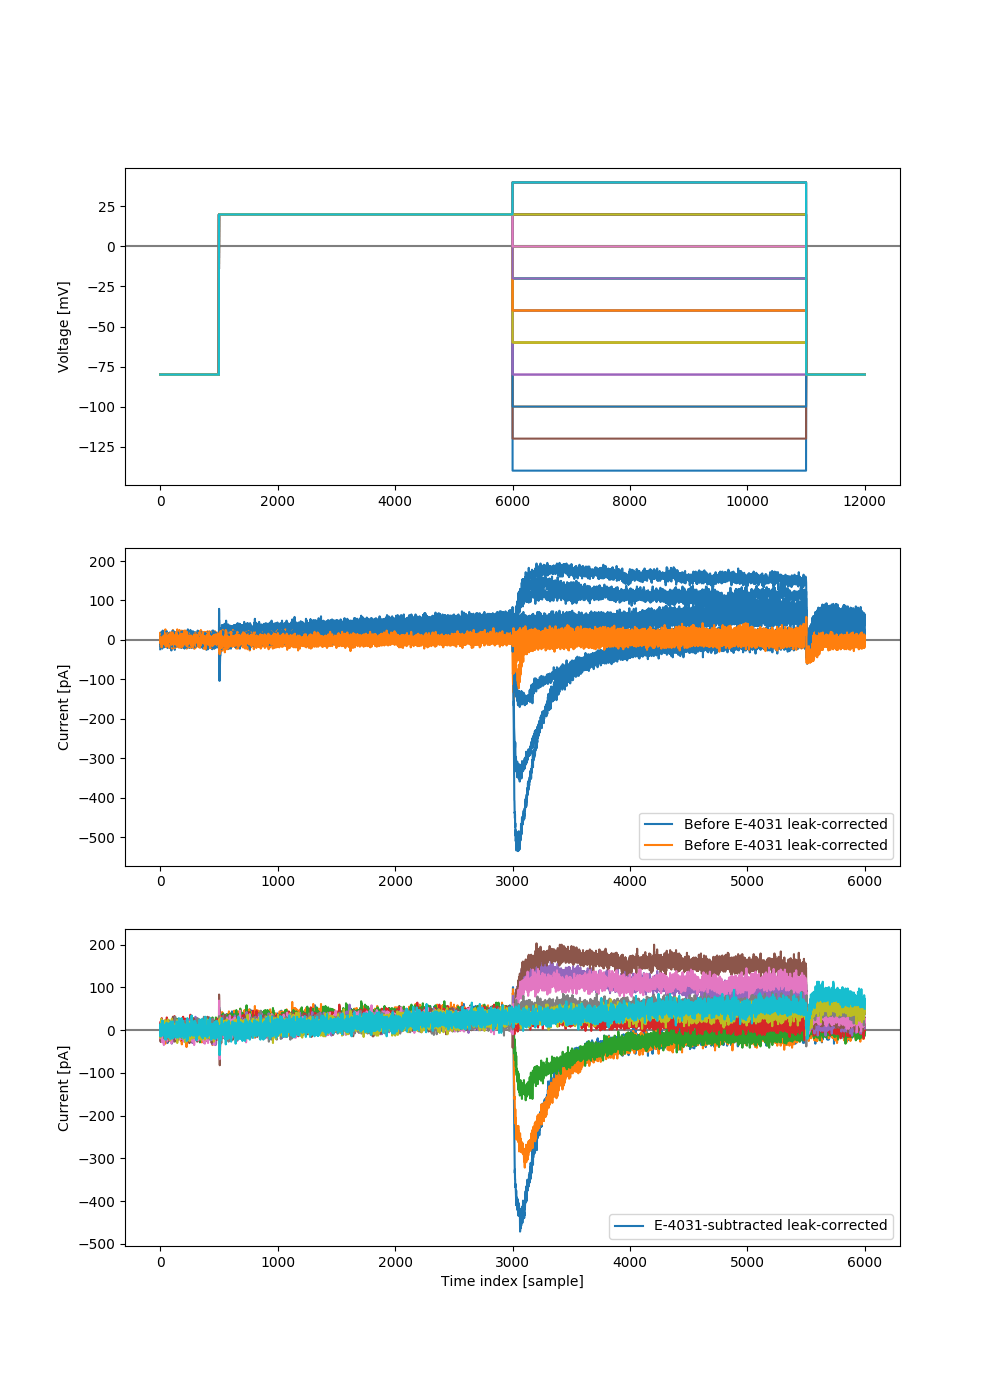 Voltage [mV]
25
0
−25
−50
−75
−100
−125
0 2000 4000 6000 8000 10000 12000
Current [pA]
200
100
0
−100
−200
−300
−400
−500
Before E-4031 leak-corrected
Before E-4031 leak-corrected
0 1000 2000 3000 4000 5000 6000
Current [pA]
200
100
0
−100
−200
−300
−400
−500
E-4031-subtracted leak-corrected
0 1000 2000 3000 4000 5000 6000
Time index [sample]